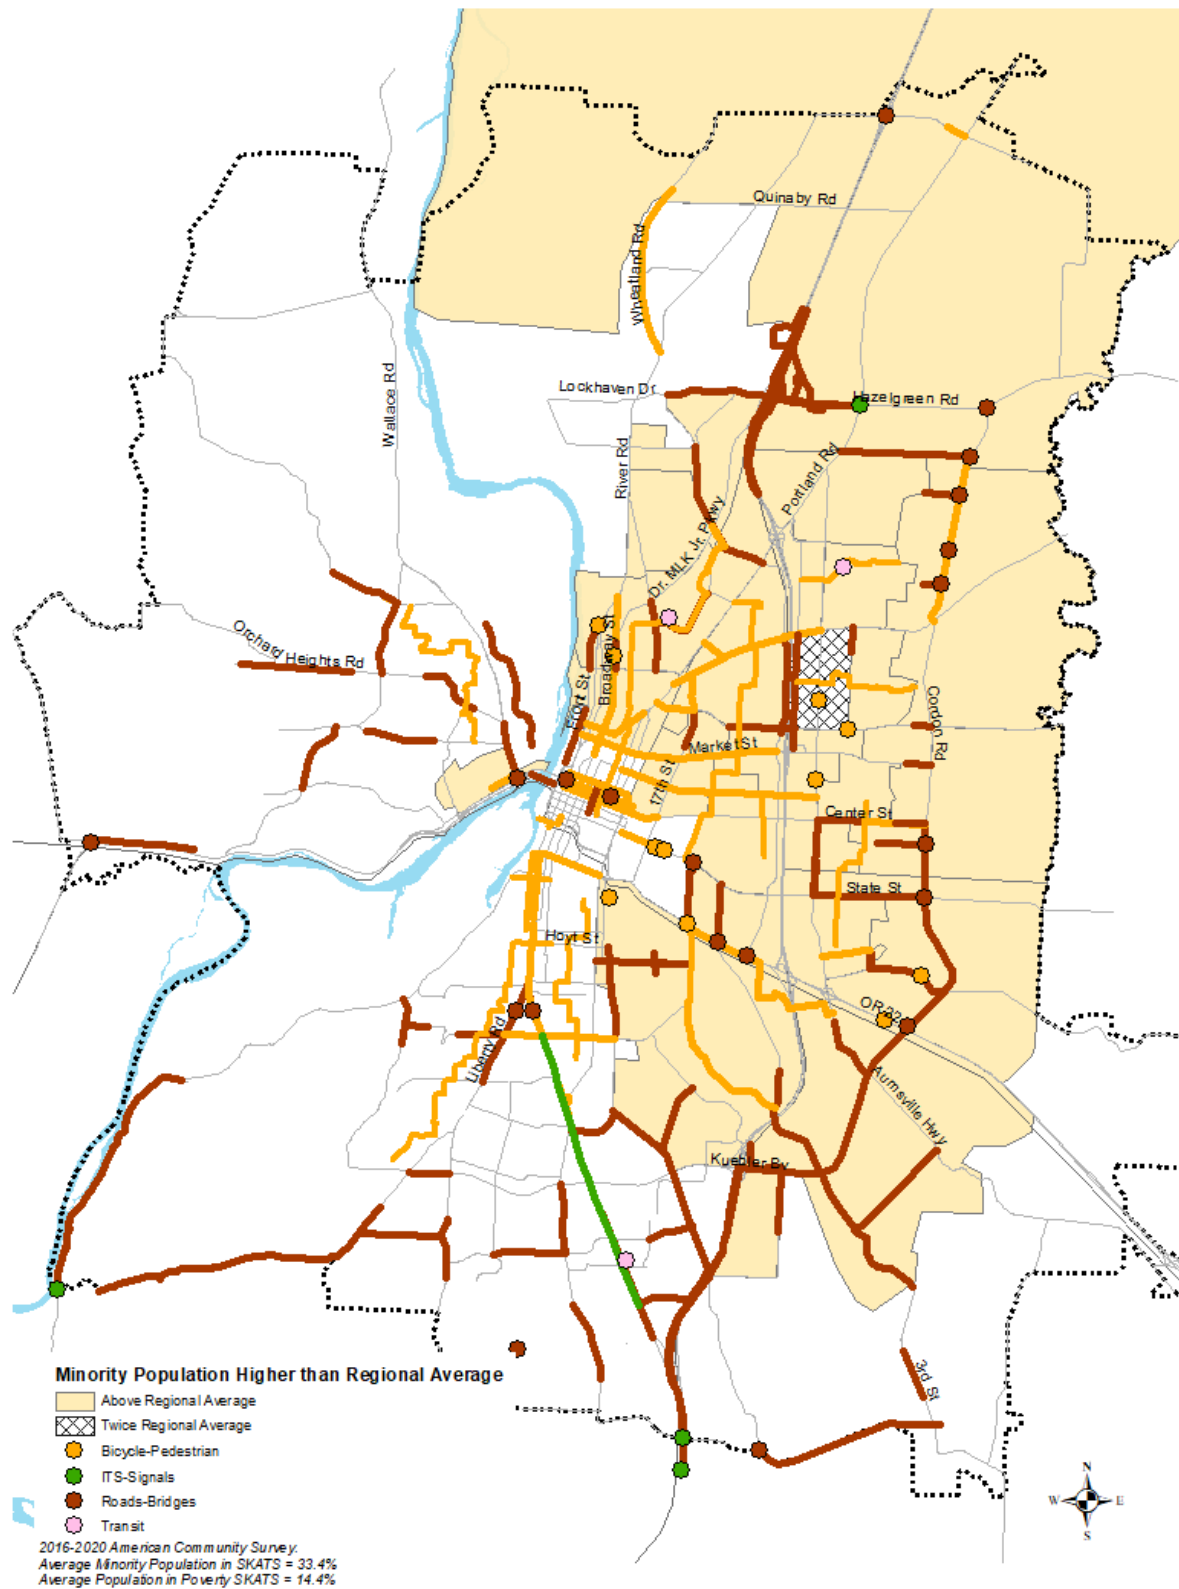 Quinaby Rd
Wheatland Rd
Lockhaven Dr
Hazelgreen Rd
Wallace Rd
River Rd
Portland Rd
Dr. MLK Jr. Pkwy
Orchard Heights Rd
Broadway St
Front St
Cordon Rd
Market St
17th St
Center St
State St
Hoyt St
OR 22
Liberty Rd
Aumsville Hwy
Kuebler Bv
3rd St
Minority Population Higher than Regional Average
Above Regional Average
Twice Regional Average
Bicycle-Pedestrian
ITS-Signals
Roads-Bridges
Transit
N
W E
S
2016-2020 American Community Survey.
Average Minority Population in SKATS = 33.4%
Average Population in Poverty SKATS = 14.4%